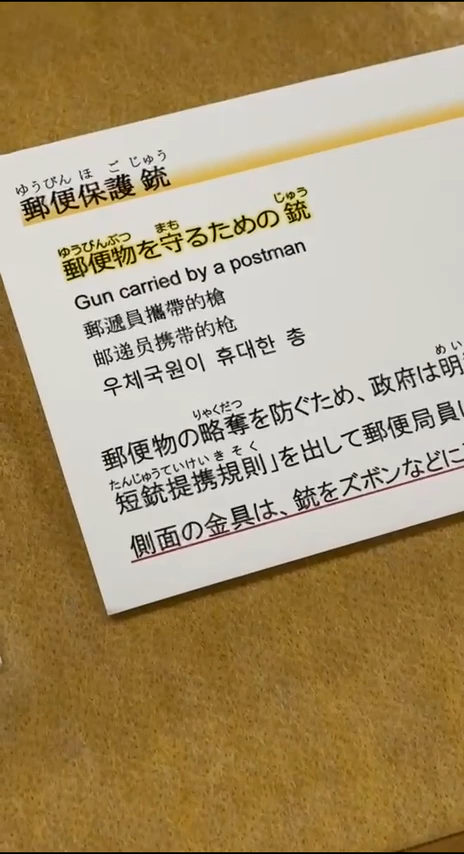 ゆうびん ほ ご じゅう
郵便保護銃
ゆうびんぶつ まも じゅう
郵便物を守るための銃
Gun carried by a postman
郵遞員攜帶的槍
邮递员携带的枪
우체국원이 휴대한 총
りゃくだつ めい
郵便物の略奪を防ぐため、政府は明
たんじゅうていけいきそく
短銃提携規則」を出して郵便局員
側面の金具は、銃をズボンなどに